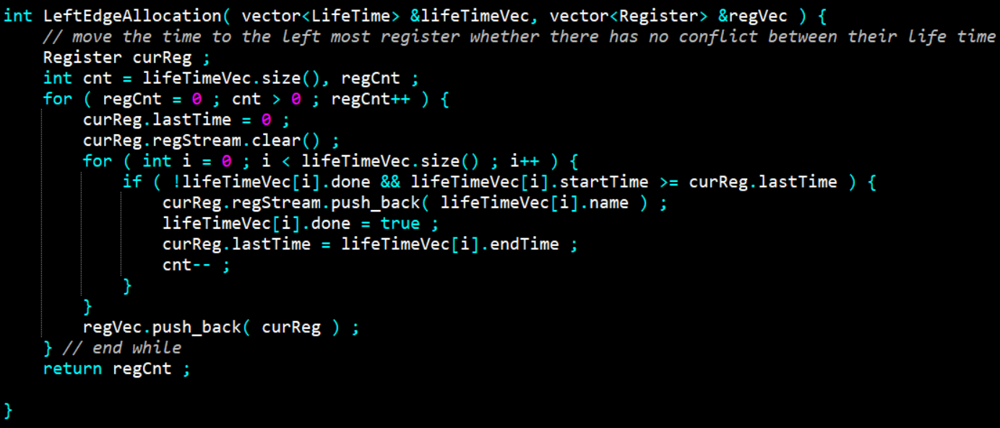 int LeftEdgeAllocation( vector<LifeTime> &lifeTimeVec, vector<Register> &regVec ) {
    // move the time to the left most register whether there has no conflict between their life time
    Register curReg ;
    int cnt = lifeTimeVec.size(), regCnt ;
    for ( regCnt = 0 ; cnt > 0 ; regCnt++ ) {
        curReg.lastTime = 0 ;
        curReg.regStream.clear() ;
        for ( int i = 0 ; i < lifeTimeVec.size() ; i++ ) {
            if ( !lifeTimeVec[i].done && lifeTimeVec[i].startTime >= curReg.lastTime ) {
                curReg.regStream.push_back( lifeTimeVec[i].name ) ;
                lifeTimeVec[i].done = true ;
                curReg.lastTime = lifeTimeVec[i].endTime ;
                cnt-- ;
            }
        }
        regVec.push_back( curReg ) ;
    } // end while
    return regCnt ;

}